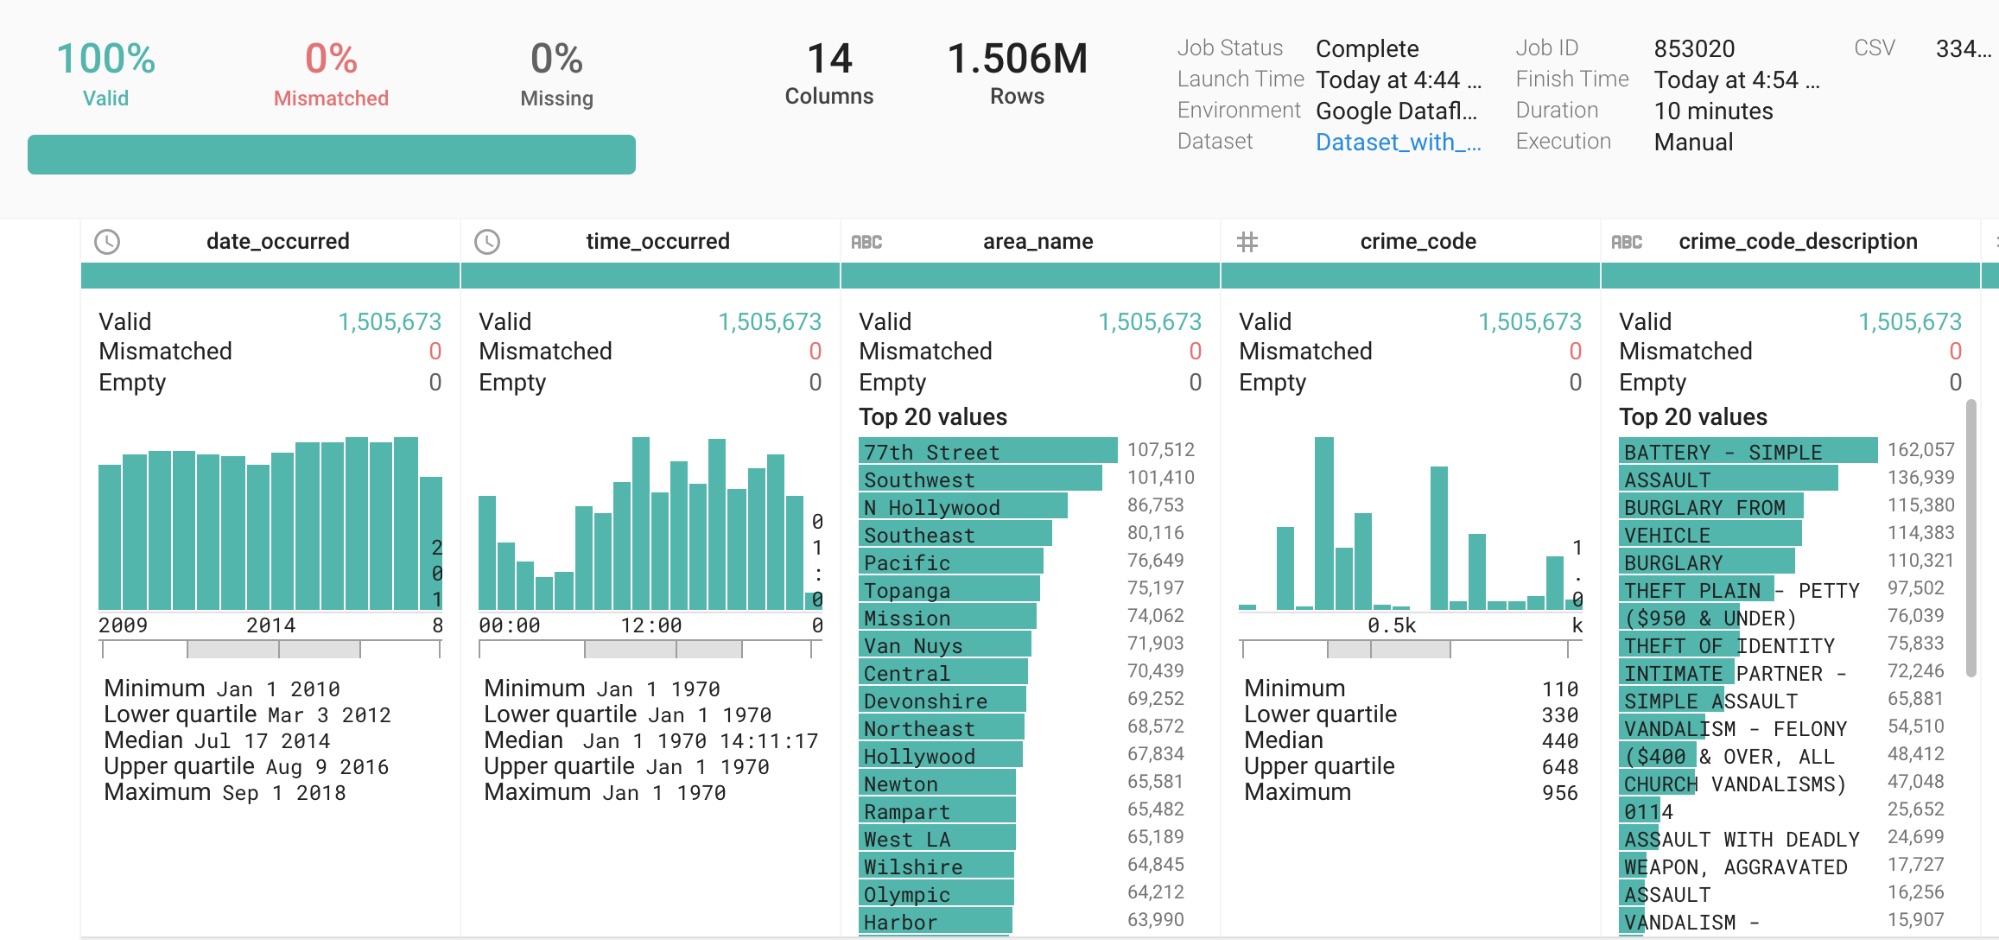 100%
Valid
0%
Mismatched
0%
Missing
14
Columns
1.506M
Rows
Job Status Complete
Launch Time Today at 4:44 ...
Environment Google Datafl...
Dataset Dataset_with_...
Job ID 853020
Finish Time Today at 4:54 ...
Duration 10 minutes
Execution Manual
CSV 334...
date_occurred
Valid 1,505,673
Mismatched 0
Empty 0
2009 2014 2018
Minimum Jan 1 2010
Lower quartile Mar 3 2012
Median Jul 17 2014
Upper quartile Aug 9 2016
Maximum Sep 1 2018
time_occurred
Valid 1,505,673
Mismatched 0
Empty 0
00:00 12:00 01:00
Minimum Jan 1 1970
Lower quartile Jan 1 1970
Median Jan 1 1970 14:11:17
Upper quartile Jan 1 1970
Maximum Jan 1 1970
ABC area_name
Valid 1,505,673
Mismatched 0
Empty 0
Top 20 values
77th Street 107,512
Southwest 101,410
N Hollywood 86,753
Southeast 80,116
Pacific 76,649
Topanga 75,197
Mission 74,062
Van Nuys 71,903
Central 70,439
Devonshire 69,252
Northeast 68,572
Hollywood 67,834
Newton 65,581
Rampart 65,482
West LA 65,189
Wilshire 64,845
Olympic 64,212
Harbor 63,990
# crime_code
Valid 1,505,673
Mismatched 0
Empty 0
0.5k 1.0k
Minimum 110
Lower quartile 330
Median 440
Upper quartile 648
Maximum 956
ABC crime_code_description
Valid 1,505,673
Mismatched 0
Empty 0
Top 20 values
BATTERY - SIMPLE 162,057
ASSAULT 136,939
BURGLARY FROM 115,380
VEHICLE 114,383
BURGLARY 110,321
THEFT PLAIN - PETTY 97,502
($950 & UNDER) 76,039
THEFT OF IDENTITY 75,833
INTIMATE PARTNER - 72,246
SIMPLE ASSAULT 65,881
VANDALISM - FELONY 54,510
($400 & OVER, ALL 48,412
CHURCH VANDALISMS) 47,048
0114 25,652
ASSAULT WITH DEADLY 24,699
WEAPON, AGGRAVATED 17,727
ASSAULT 16,256
VANDALISM - 15,907